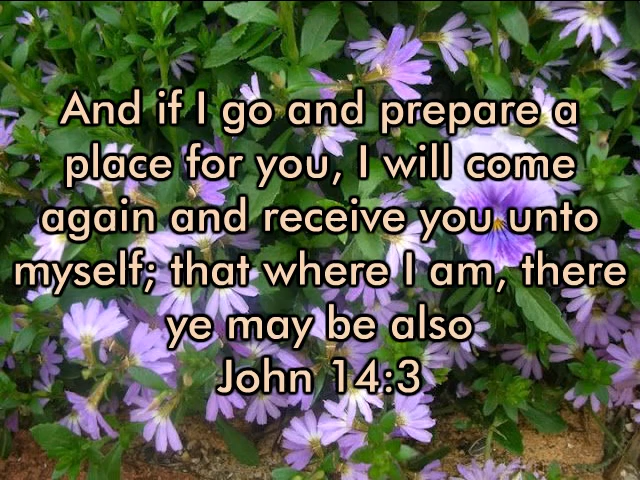 And if I go and prepare a
place for you, I will come
again and receive you unto
myself; that where I am, there
ye may be also
John 14:3